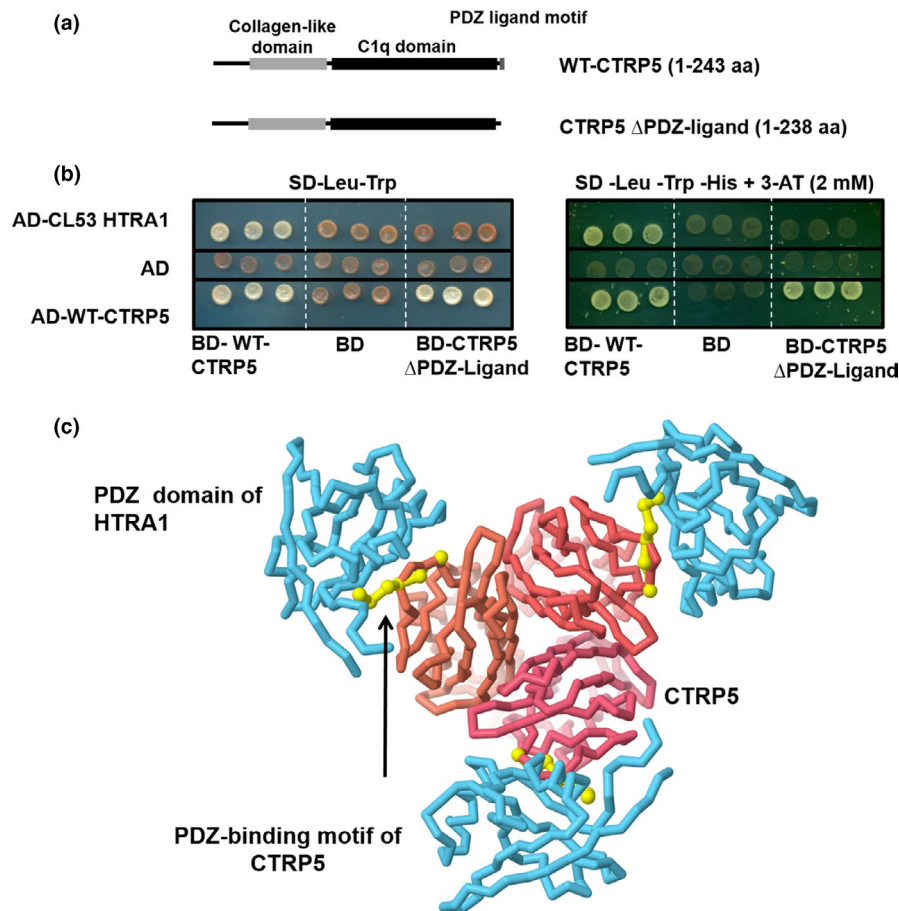 (a)
PDZ ligand motif
Collagen-like
domain
C1q domain
WT-CTRP5 (1-243 aa)
CTRP5 ΔPDZ-ligand (1-238 aa)
(b)
SD-Leu-Trp
SD -Leu -Trp -His + 3-AT (2 mM)
AD-CL53 HTRA1
AD
AD-WT-CTRP5
BD- WT-
CTRP5
BD
BD-CTRP5
ΔPDZ-Ligand
BD- WT-
CTRP5
BD
BD-CTRP5
ΔPDZ-Ligand
(c)
PDZ domain of
HTRA1
CTRP5
PDZ-binding motif of
CTRP5